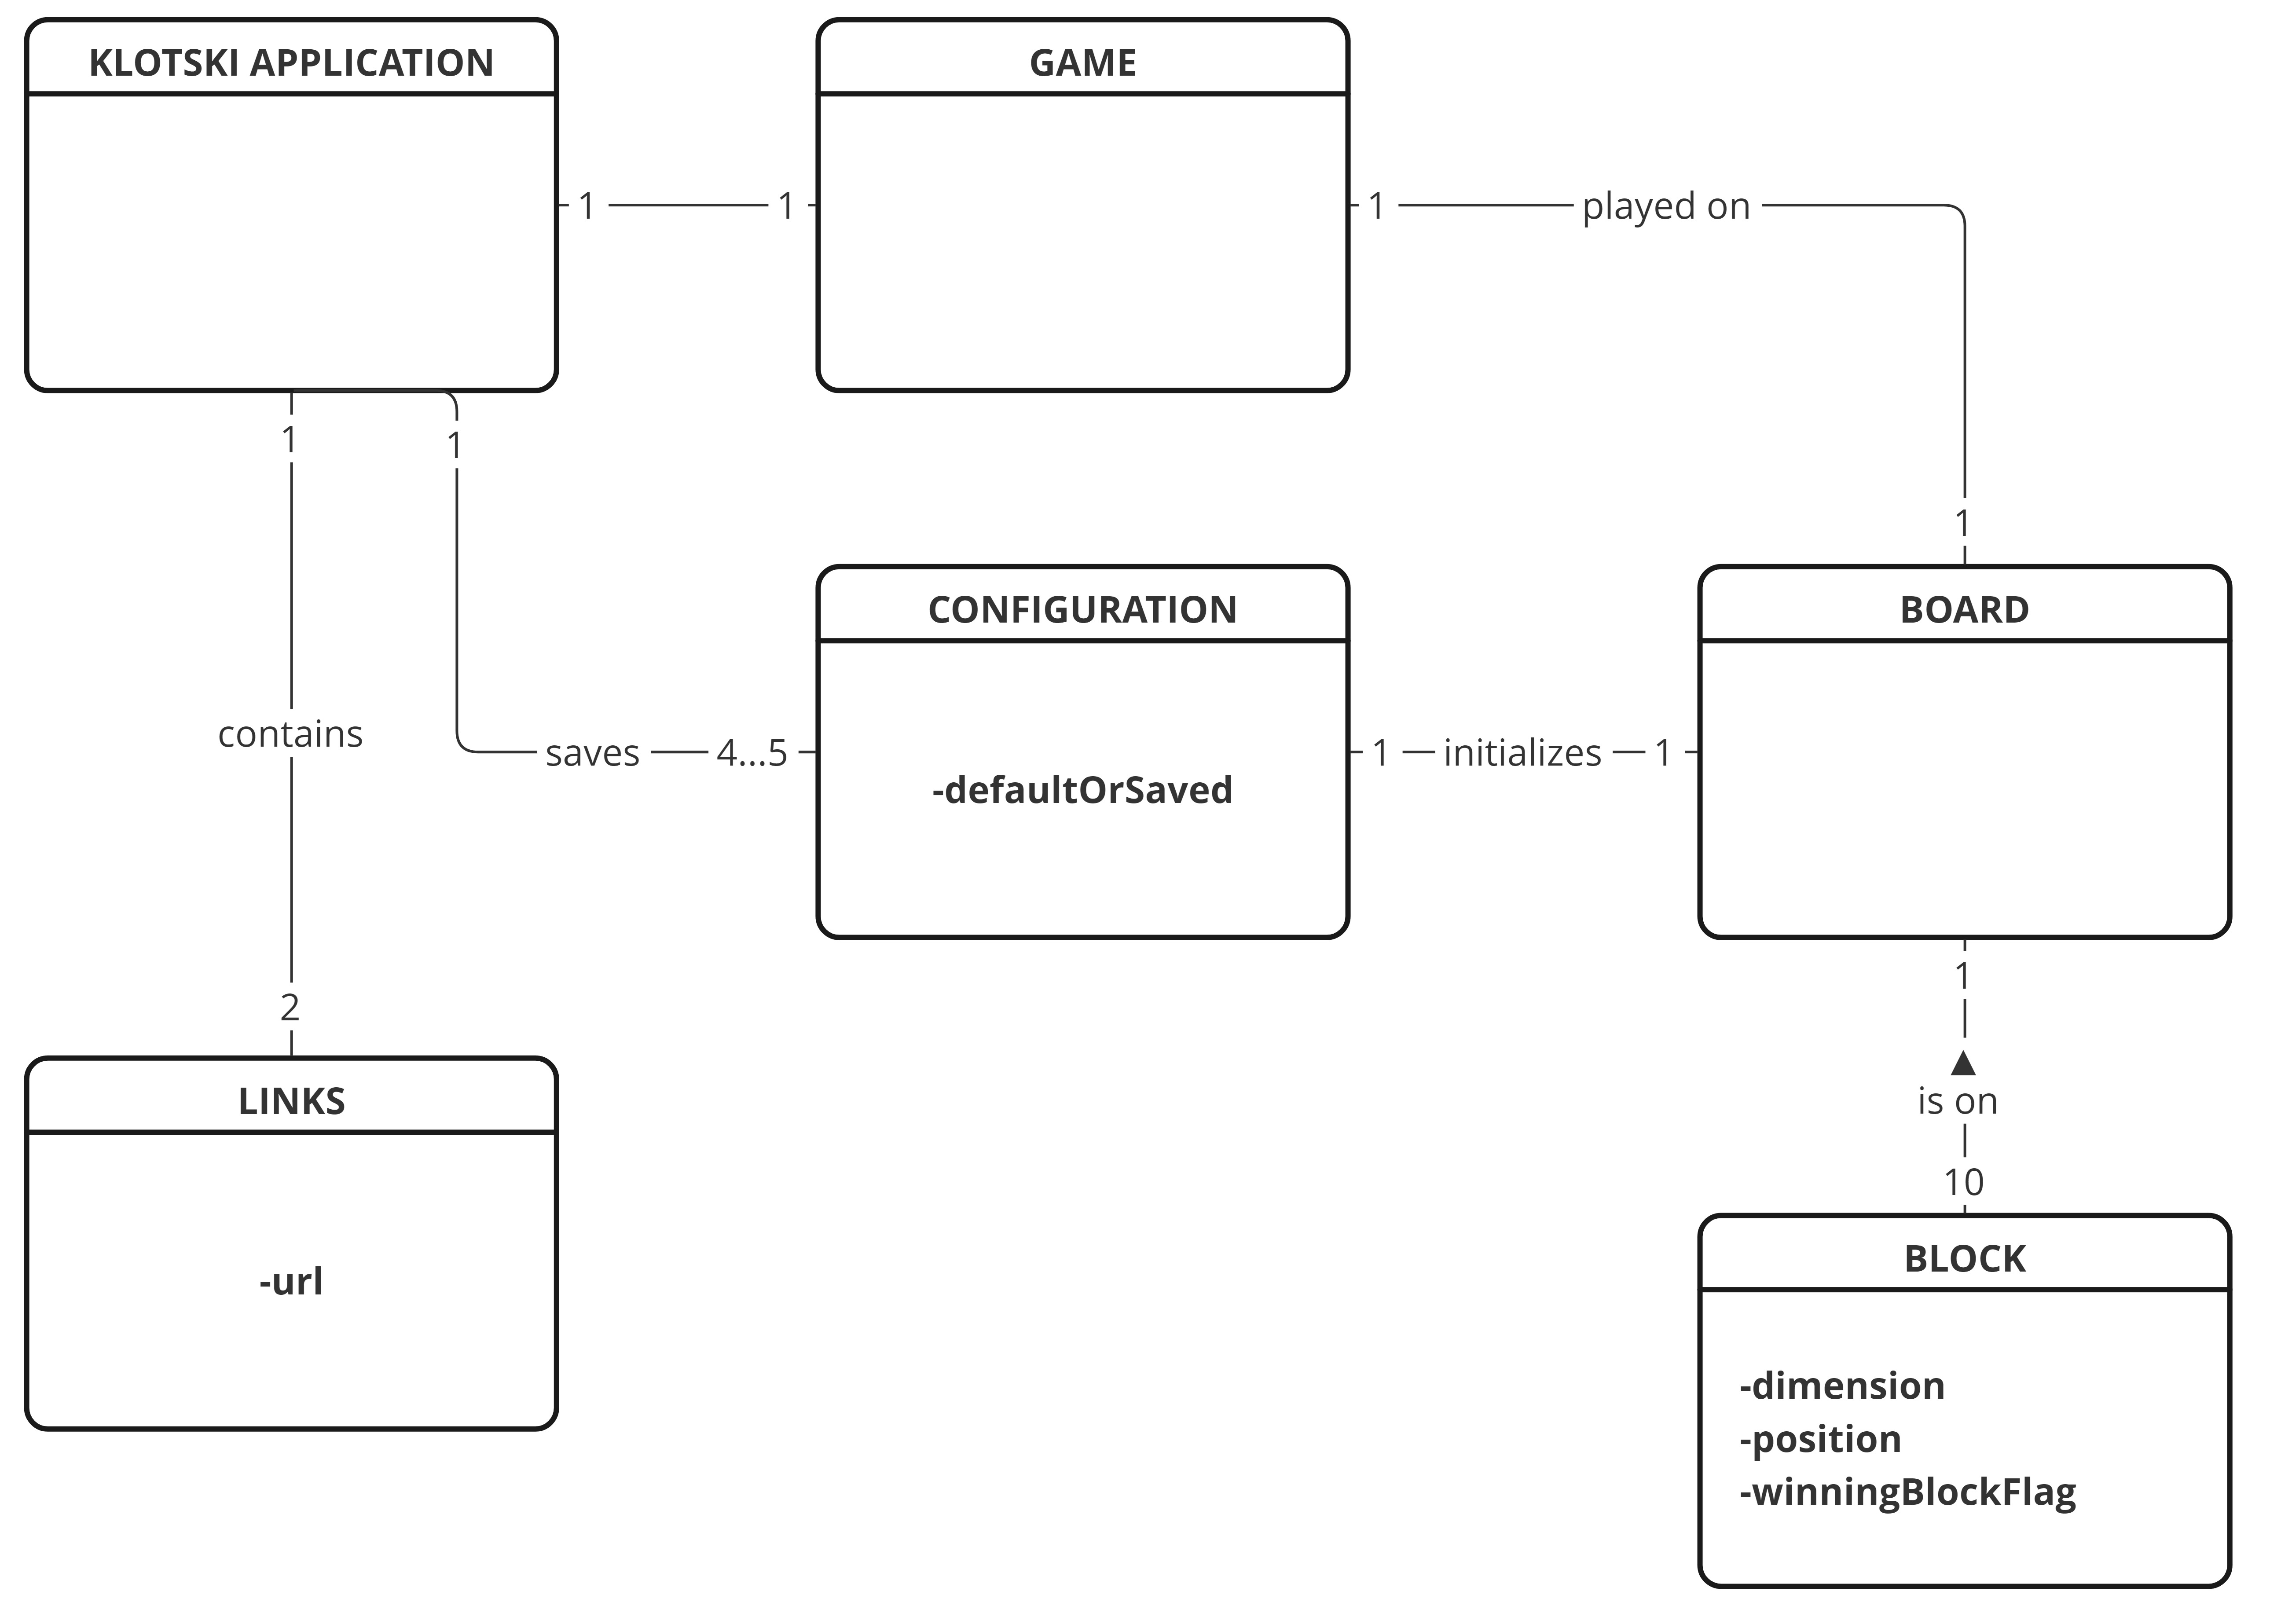 KLOTSKI APPLICATION
GAME
1
1
1
played on
1
1
1
CONFIGURATION
BOARD
contains
saves
4...5
-defaultOrSaved
1
initializes
1
1
2
is on
LINKS
10
-url
BLOCK
-dimension
-position
-winningBlockFlag